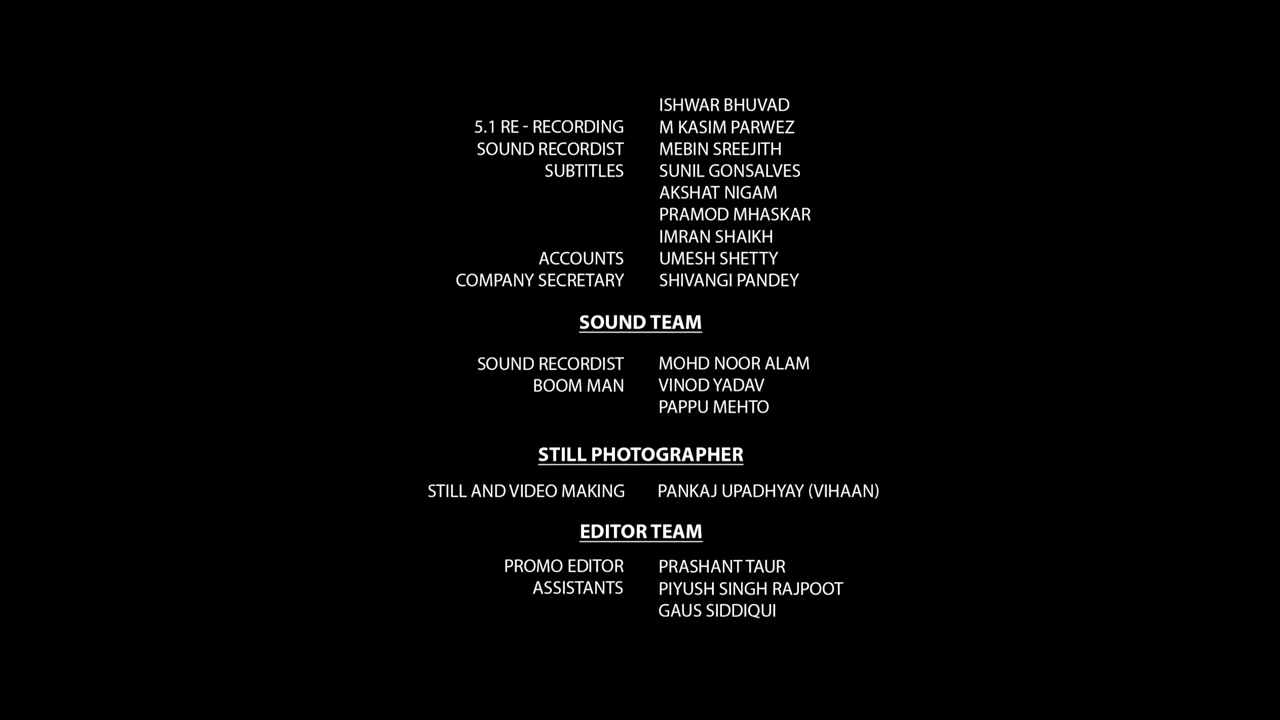 ISHWAR BHUVAD
5.1 RE - RECORDING M KASIM PARWEZ
SOUND RECORDIST MEBIN SREEJITH
SUBTITLES SUNIL GONSALVES
AKSHAT NIGAM
PRAMOD MHASKAR
IMRAN SHAIKH
ACCOUNTS UMESH SHETTY
COMPANY SECRETARY SHIVANGI PANDEY
SOUND TEAM
SOUND RECORDIST MOHD NOOR ALAM
BOOM MAN VINOD YADAV
PAPPU MEHTO
STILL PHOTOGRAPHER
STILL AND VIDEO MAKING PANKAJ UPADHYAY (VIHAAN)
EDITOR TEAM
PROMO EDITOR PRASHANT TAUR
ASSISTANTS PIYUSH SINGH RAJPOOT
GAUS SIDDIQUI